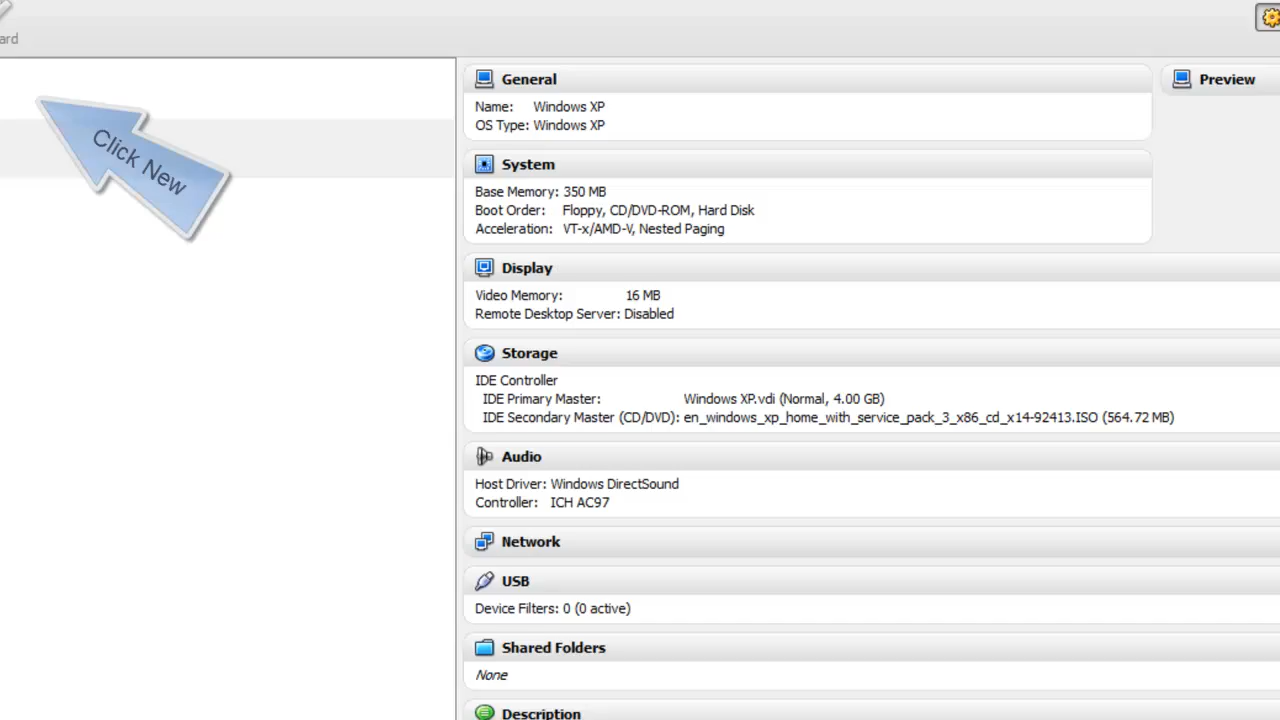 ard
Click New
General
Name: Windows XP
OS Type: Windows XP
Preview
System
Base Memory: 350 MB
Boot Order: Floppy, CD/DVD-ROM, Hard Disk
Acceleration: VT-x/AMD-V, Nested Paging
Display
Video Memory: 16 MB
Remote Desktop Server: Disabled
Storage
IDE Controller
IDE Primary Master: Windows XP.vdi (Normal, 4.00 GB)
IDE Secondary Master (CD/DVD): en_windows_xp_home_with_service_pack_3_x86_cd_x14-92413.ISO (564.72 MB)
Audio
Host Driver: Windows DirectSound
Controller: ICH AC97
Network
USB
Device Filters: 0 (0 active)
Shared Folders
None
Description